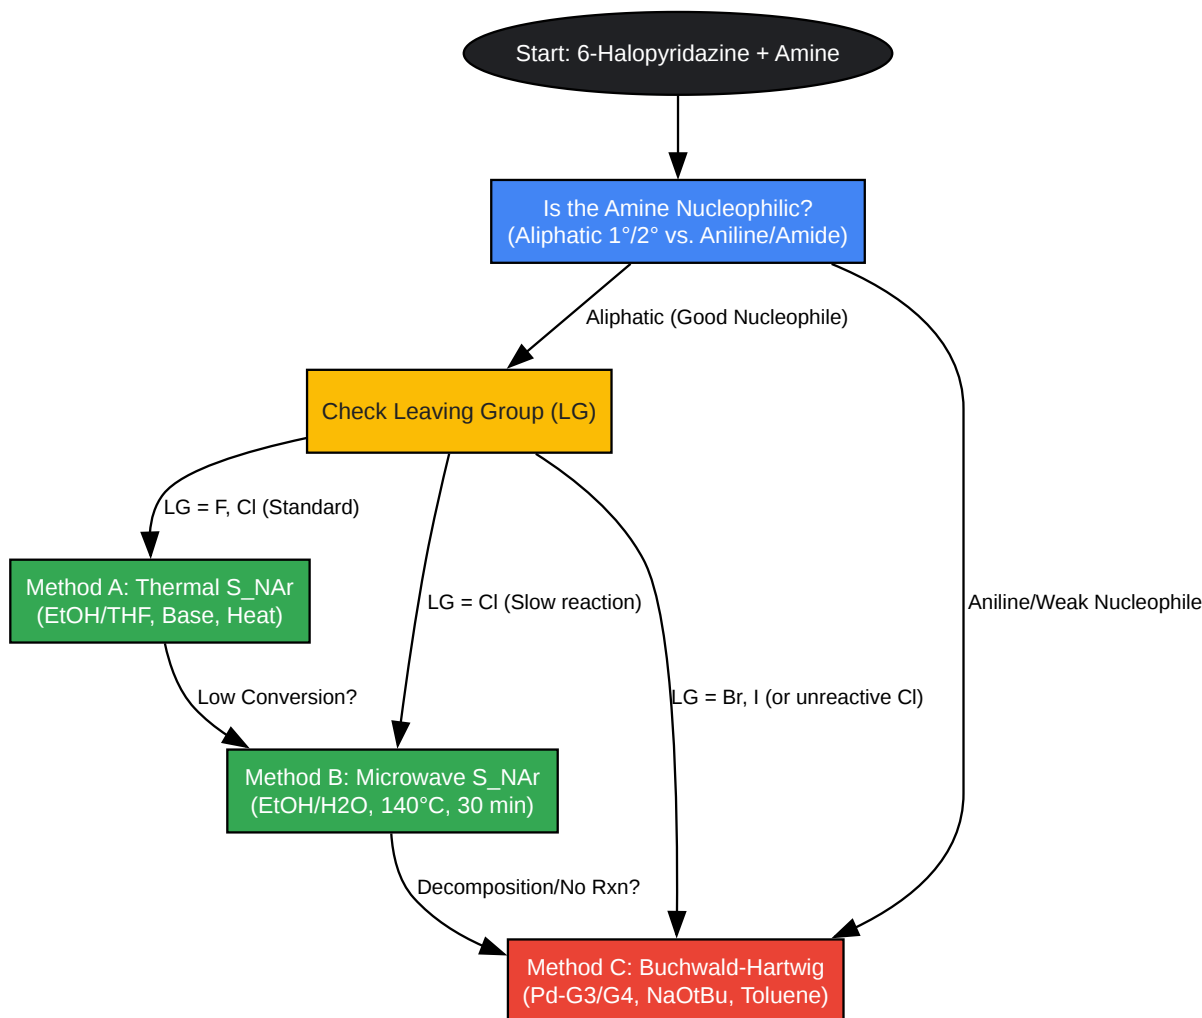 Start: 6-Halopyridazine + Amine
Is the Amine Nucleophilic?
(Aliphatic 1°/2° vs. Aniline/Amide)
Aliphatic (Good Nucleophile)
Check Leaving Group (LG)
LG = F, Cl (Standard)
Method A: Thermal S_NAr
(EtOH/THF, Base, Heat)
LG = Cl (Slow reaction)
Aniline/Weak Nucleophile
Low Conversion?
LG = Br, I (or unreactive Cl)
Method B: Microwave S_NAr
(EtOH/H2O, 140°C, 30 min)
Decomposition/No Rxn?
Method C: Buchwald-Hartwig
(Pd-G3/G4, NaOtBu, Toluene)